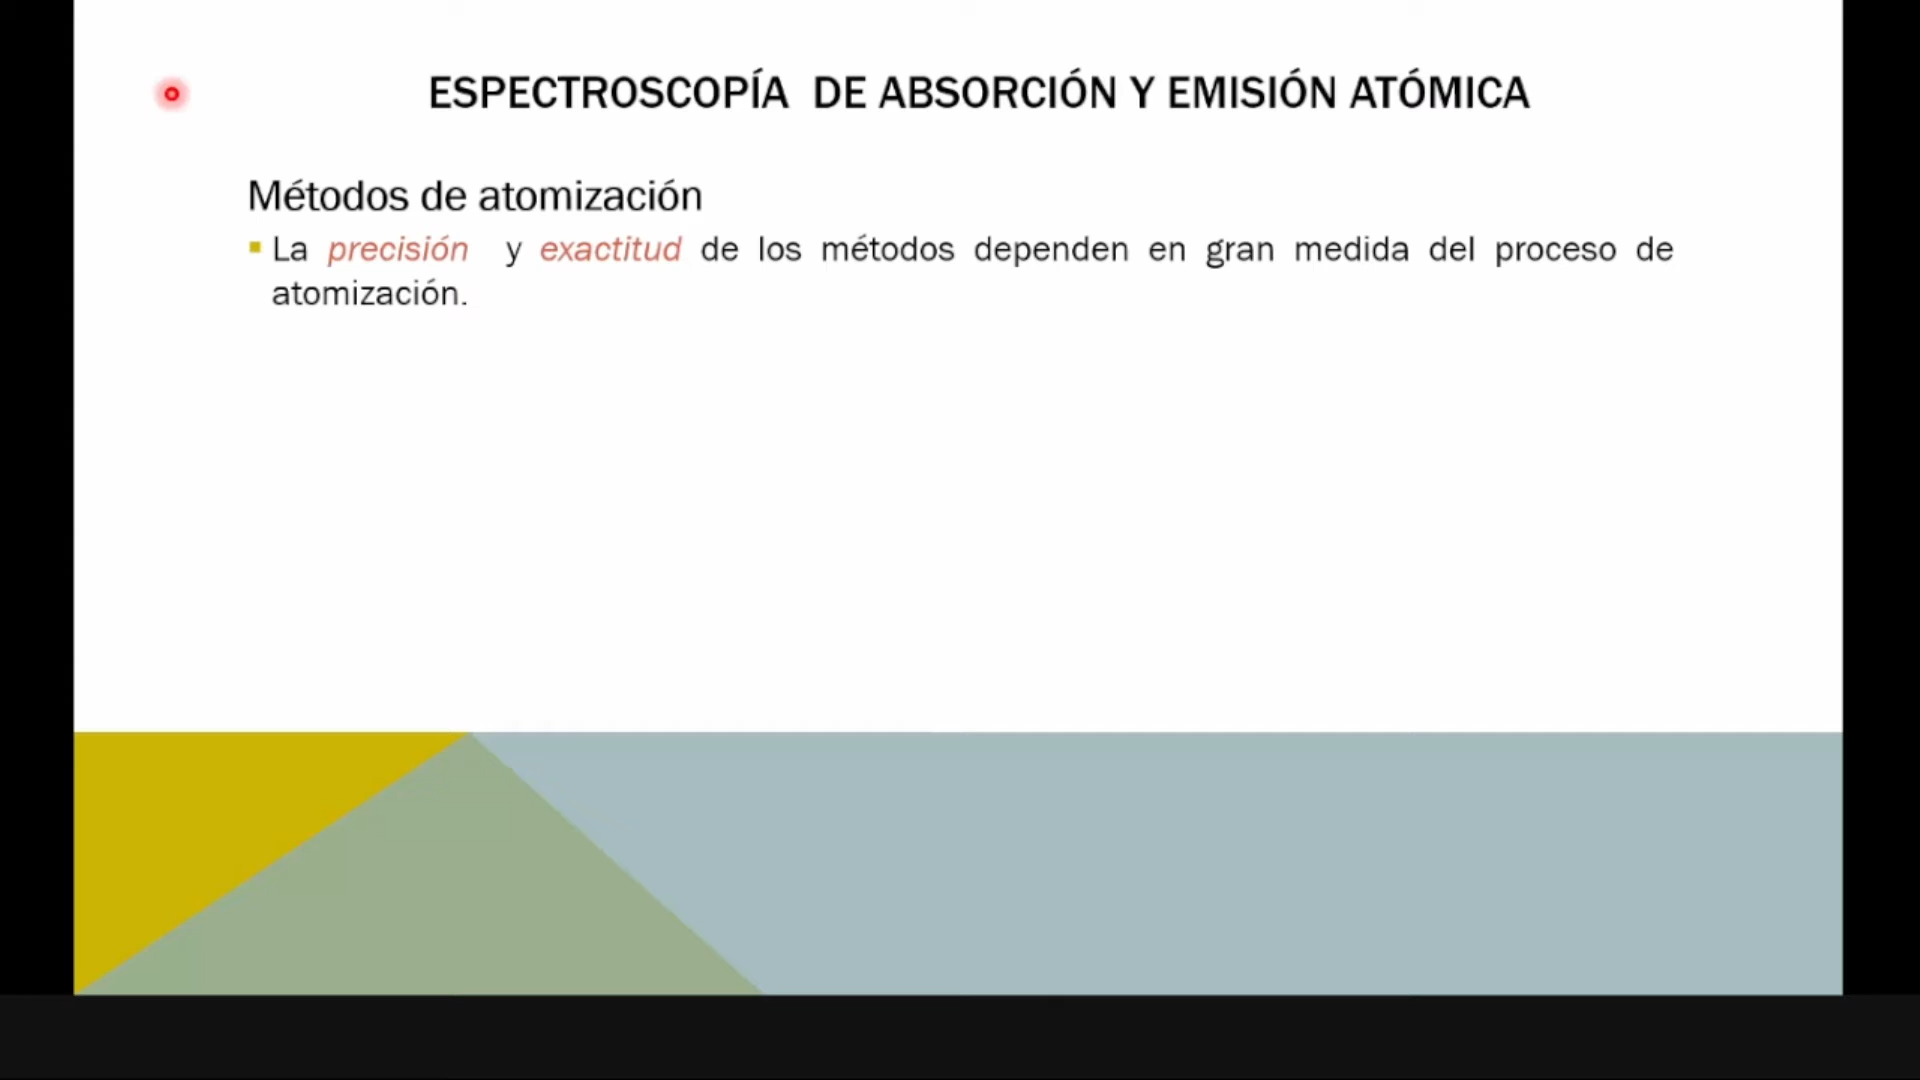 ESPECTROSCOPÍA DE ABSORCIÓN Y EMISIÓN ATÓMICA
Métodos de atomización
La precisión y exactitud de los métodos dependen en gran medida del proceso de
atomización.